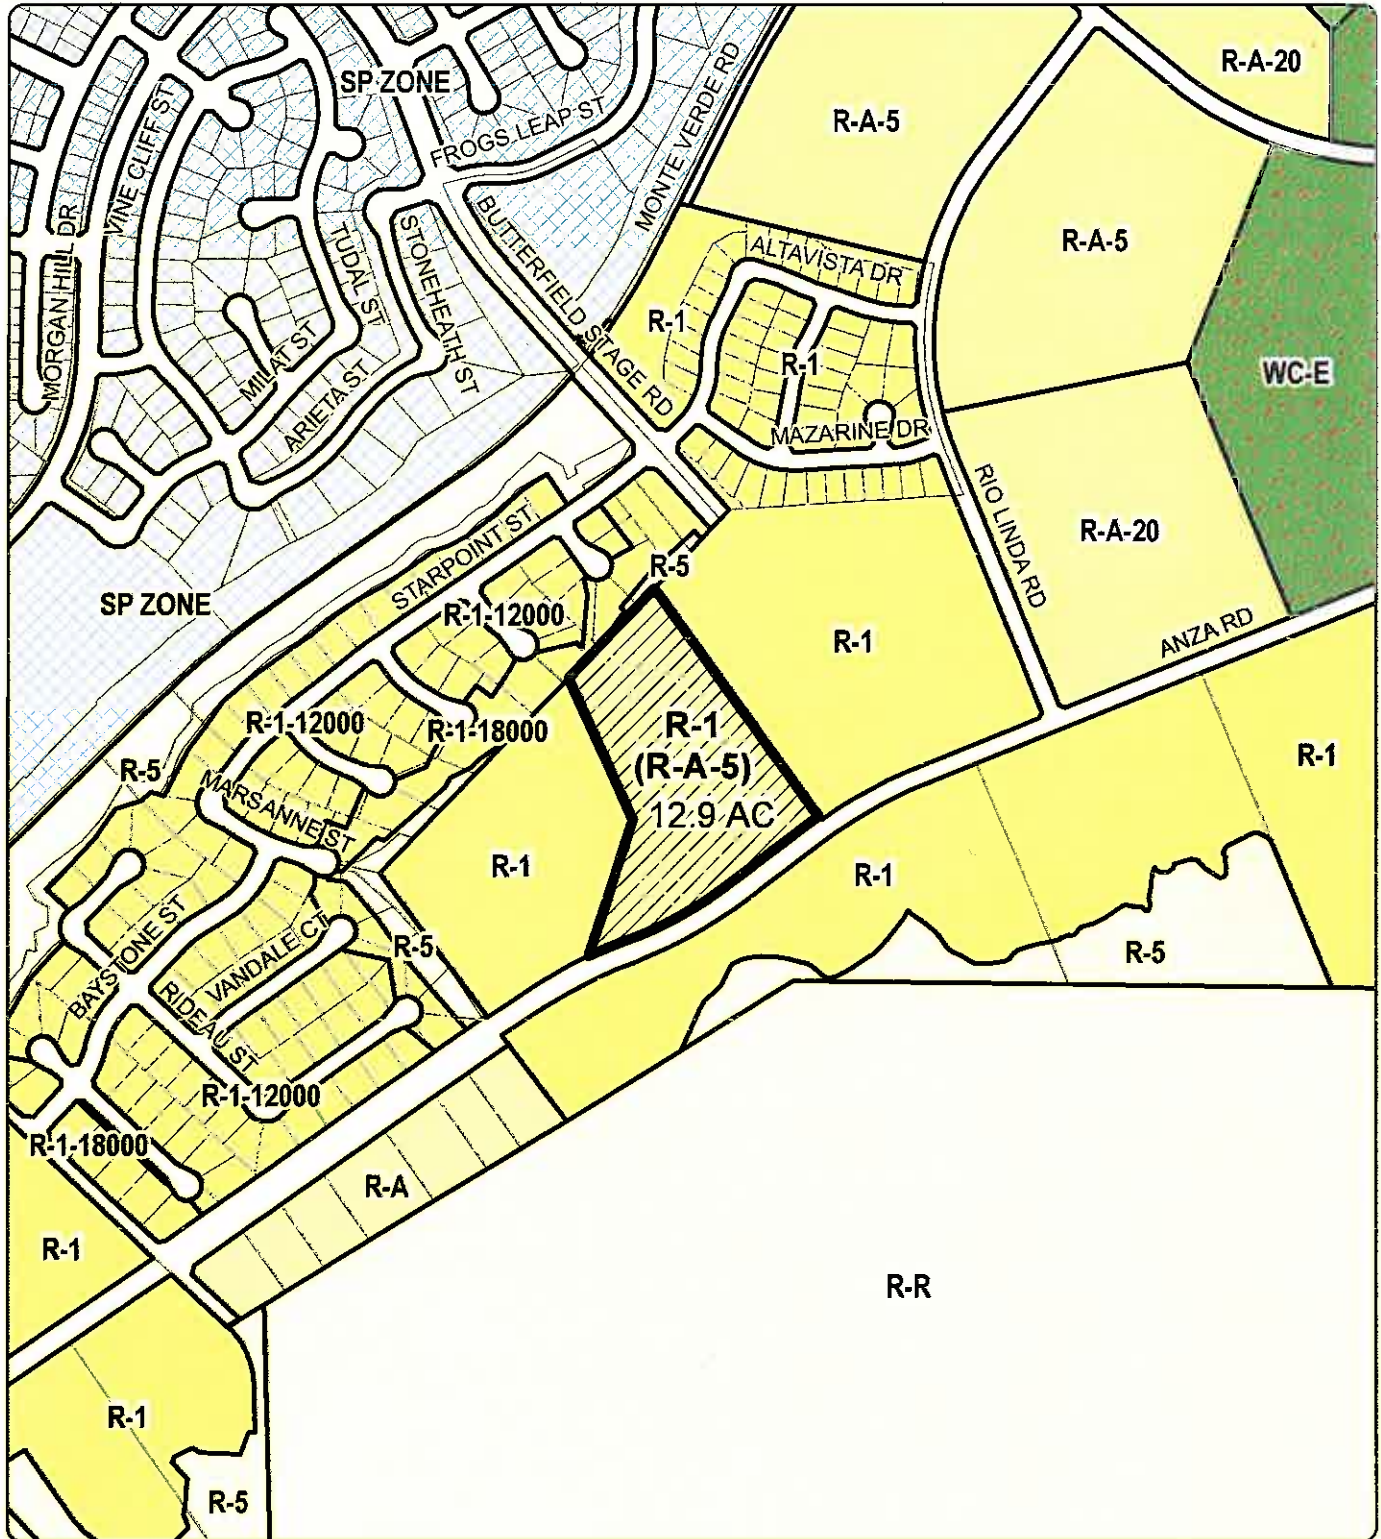 SP ZONE
R-A-20
R-A-5
FROGS LEAP ST
MONTE VERDE RD
VINE CLIFF ST
MORGAN HILL DR
TUDAL ST
STONEHEATH ST
BUTTERFIELD STAGE RD
ALTAVISTA DR
R-A-5
R-1
R-1
MILAT ST
ARIETA ST
WC-E
MAZARINE DR
RIO LINDA RD
STARPOINT ST
R-A-20
R-5
SP ZONE
R-1-12000
R-1
ANZA RD
R-1-12000
R-1-18000
R-1
(R-A-5)
12.9 AC
R-1
R-5
MARSANNE ST
R-1
R-1
BAYSTONE ST
VANDALE CT
R-5
R-5
RIDEAU ST
R-1-12000
R-1-18000
R-A
R-1
R-R
R-1
R-5